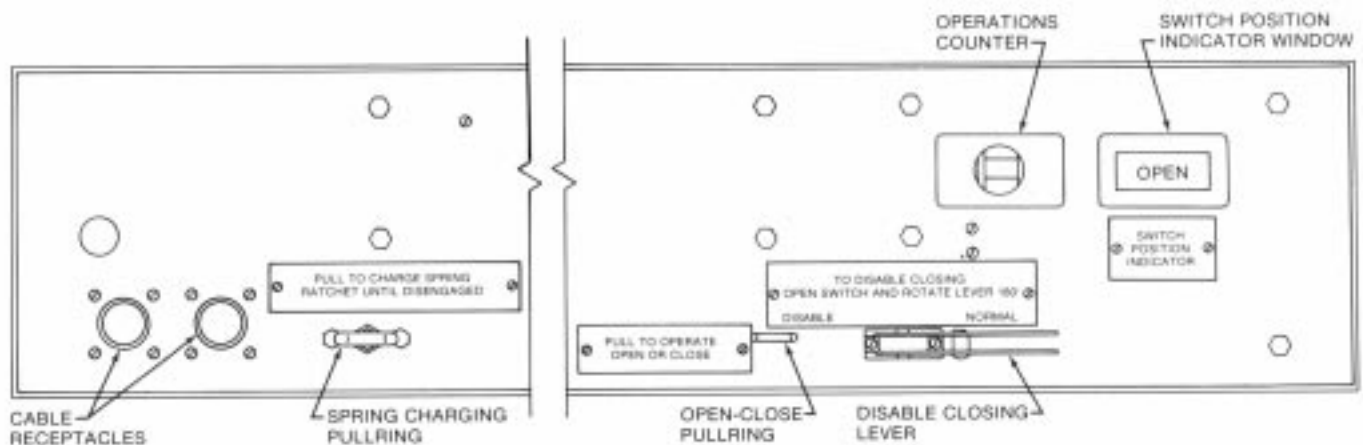 OPERATIONS
COUNTER
SWITCH POSITION
INDICATOR WINDOW
OPEN
SWITCH
POSITION
INDICATOR
PULL TO CHARGE SPRING
RATCHET UNTIL DISENGAGED
TO DISABLE CLOSING
OPEN SWITCH AND ROTATE LEVER 180°
DISABLE NORMAL
PULL TO OPERATE
OPEN OR CLOSE
CABLE
RECEPTACLES
SPRING CHARGING
PULLRING
OPEN-CLOSE
PULLRING
DISABLE CLOSING
LEVER